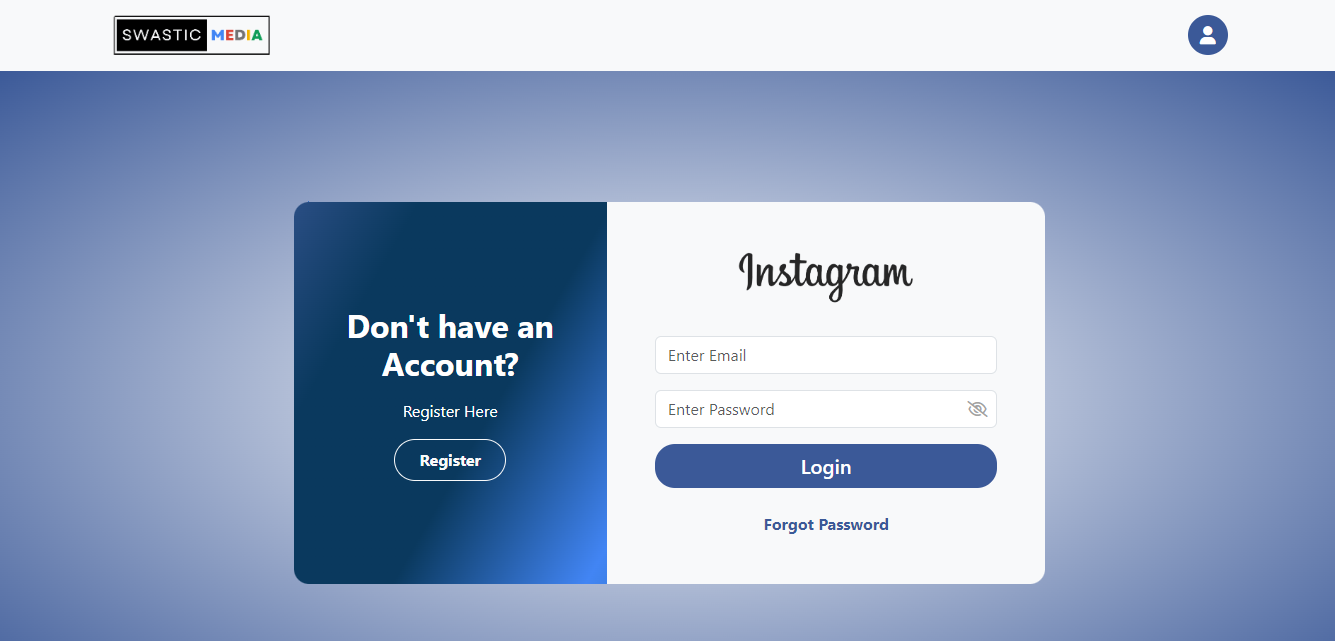 SWASTIC MEDIA
Don't have an
Account?
Register Here
Register
Instagram
Enter Email
Enter Password
Login
Forgot Password